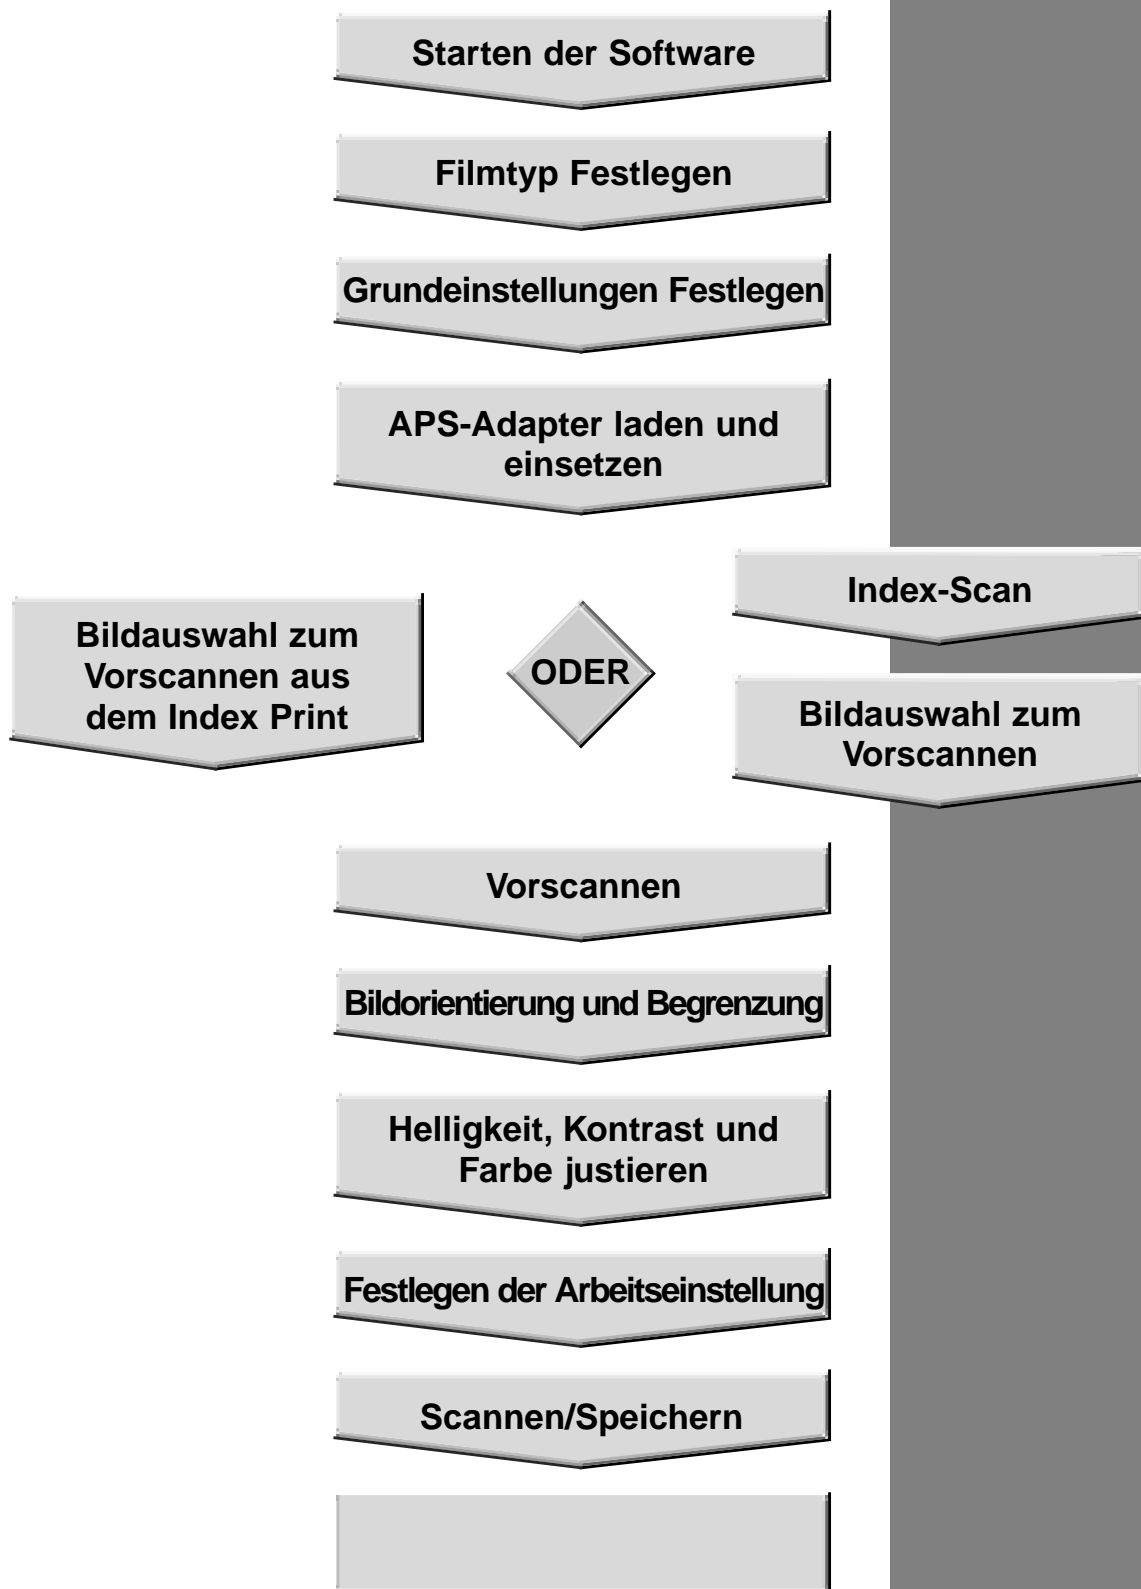 Starten der Software
Filmtyp Festlegen
Grundeinstellungen Festlegen
APS-Adapter laden und
einsetzen
Bildauswahl zum
Vorscannen aus
dem Index Print
ODER
Index-Scan
Bildauswahl zum
Vorscannen
Vorscannen
Bildorientierung und Begrenzung
Helligkeit, Kontrast und
Farbe justieren
Festlegen der Arbeitseinstellung
Scannen/Speichern